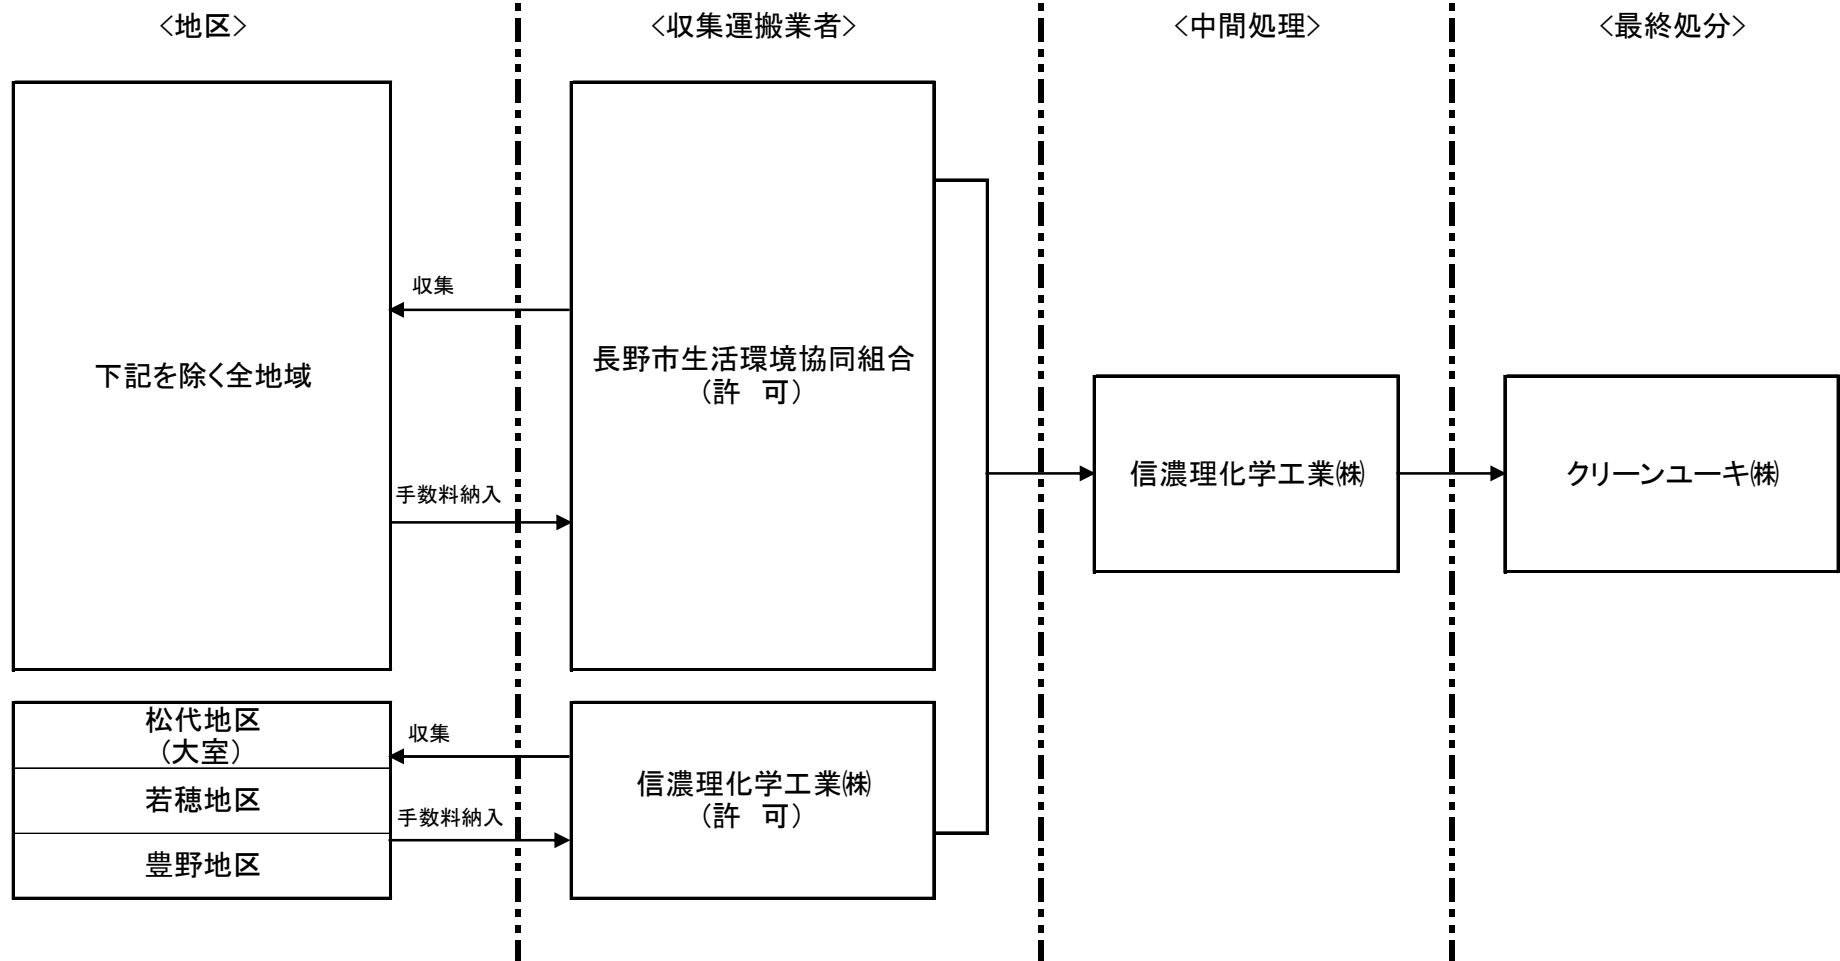 <地区>
<収集運搬業者>
<中間処理>
<最終処分>
収集
下記を除く全地域
長野市生活環境協同組合
（許　可）
信濃理化学工業㈱
クリーンユーキ㈱
手数料納入
松代地区
（大室）
収集
若穂地区
信濃理化学工業㈱
（許　可）
手数料納入
豊野地区